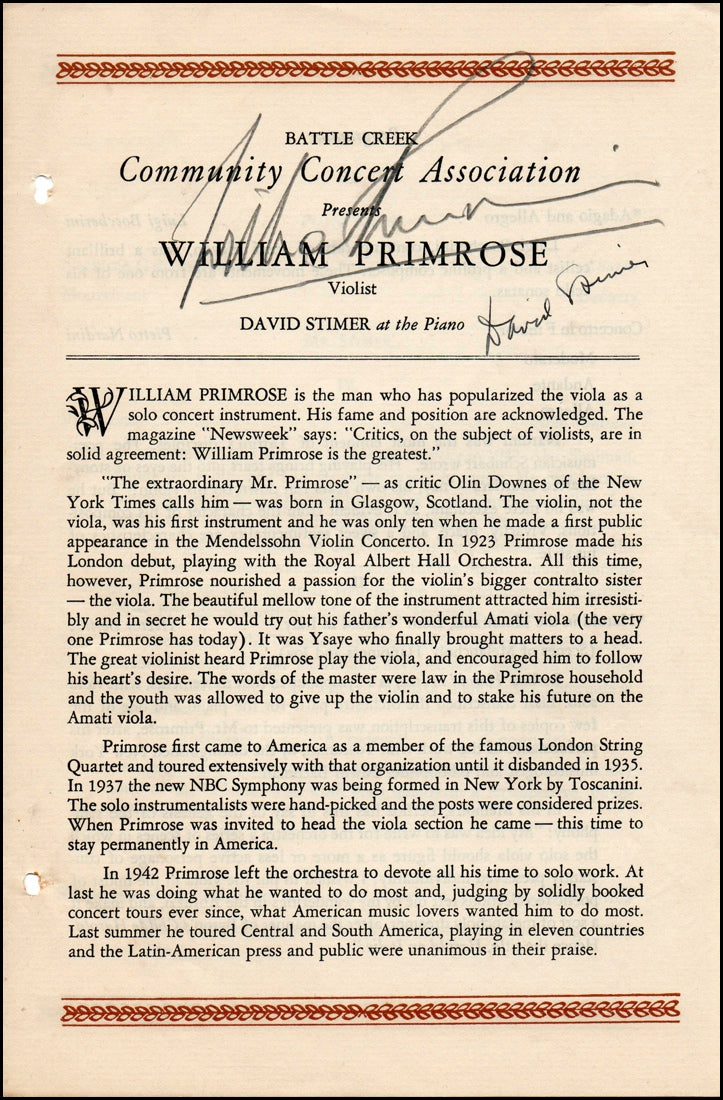 BATTLE CREEK
Community Concert Association
Presents
WILLIAM PRIMROSE
Violist
DAVID STIMER at the Piano
William Primrose
David Stimer
WILLIAM PRIMROSE is the man who has popularized the viola as a
solo concert instrument. His fame and position are acknowledged. The
magazine "Newsweek" says: "Critics, on the subject of violists, are in
solid agreement: William Primrose is the greatest."
"The extraordinary Mr. Primrose" — as critic Olin Downes of the New
York Times calls him — was born in Glasgow, Scotland. The violin, not the
viola, was his first instrument and he was only ten when he made a first public
appearance in the Mendelssohn Violin Concerto. In 1923 Primrose made his
London debut, playing with the Royal Albert Hall Orchestra. All this time,
however, Primrose nourished a passion for the violin's bigger contralto sister
— the viola. The beautiful mellow tone of the instrument attracted him irresisti-
bly and in secret he would try out his father's wonderful Amati viola (the very
one Primrose has today). It was Ysaye who finally brought matters to a head.
The great violinist heard Primrose play the viola, and encouraged him to follow
his heart's desire. The words of the master were law in the Primrose household
and the youth was allowed to give up the violin and to stake his future on the
Amati viola.
Primrose first came to America as a member of the famous London String
Quartet and toured extensively with that organization until it disbanded in 1935.
In 1937 the new NBC Symphony was being formed in New York by Toscanini.
The solo instrumentalists were hand-picked and the posts were considered prizes.
When Primrose was invited to head the viola section he came — this time to
stay permanently in America.
In 1942 Primrose left the orchestra to devote all his time to solo work. At
last he was doing what he wanted to do most and, judging by solidly booked
concert tours ever since, what American music lovers wanted him to do most.
Last summer he toured Central and South America, playing in eleven countries
and the Latin-American press and public were unanimous in their praise.